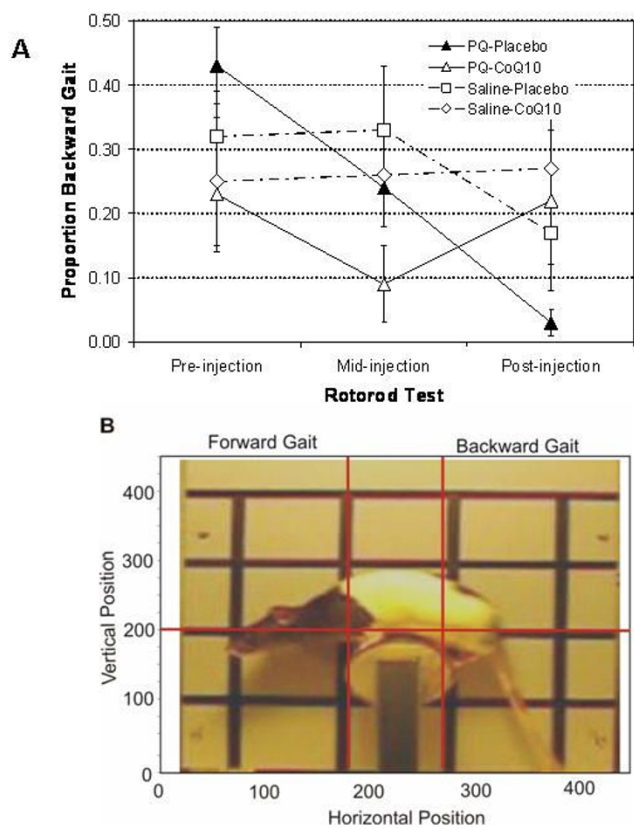 A
0.50
0.40
0.30
0.20
0.10
0.00
Proportion Backward Gait
PQ-Placebo
PQ-CoQ10
Saline-Placebo
Saline-CoQ10
Pre-injection Mid-injection Post-injection
Rotorod Test
B
Forward Gait Backward Gait
400
300
200
100
0
Vertical Position
0 100 200 300 400
Horizontal Position